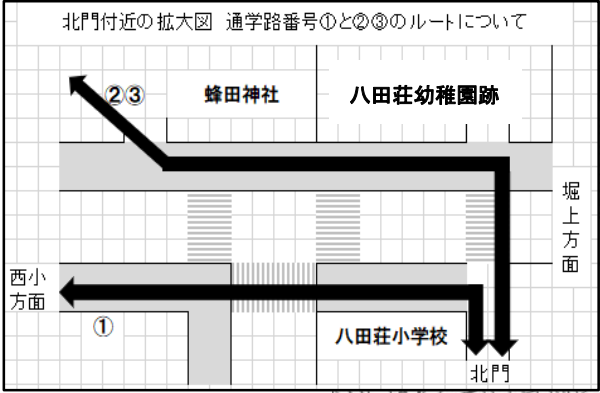 北門付近の拡大図 通学路番号①と②③のルートについて
②③
蜂田神社
八田荘幼稚園跡
堀上方面
西小
方面
①
八田荘小学校
北門